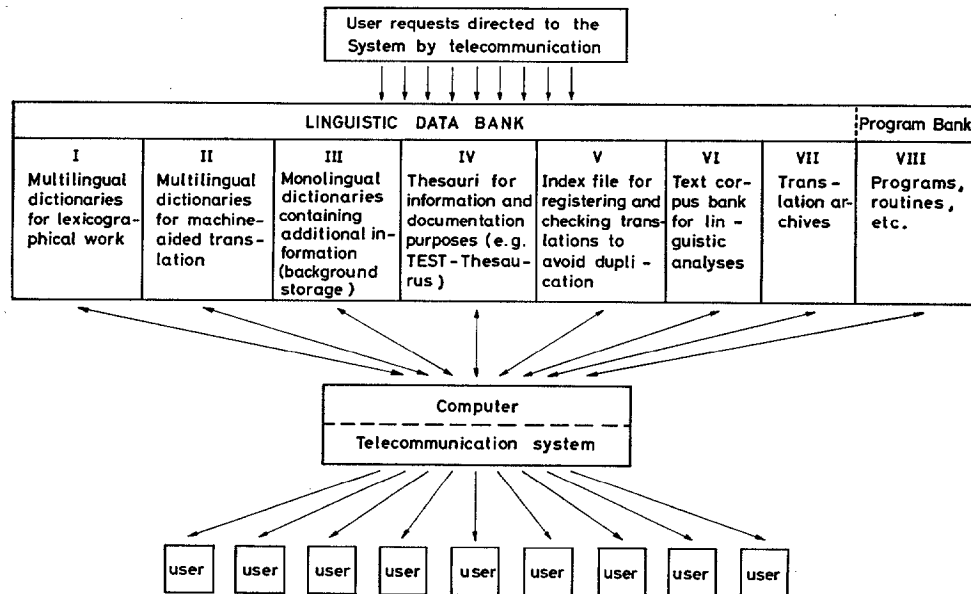 User requests directed to the
System by telecommunication
LINGUISTIC DATA BANK
Program Bank
I
Multilingual
dictionaries
for lexicogra-
phical work
II
Multilingual
dictionaries
for machine-
aided trans-
lation
III
Monolingual
dictionaries
containing
additional in-
formation
(background
storage)
IV
Thesauri for
information and
documentation
purposes (e.g.
TEST-Thesau-
rus)
V
Index file for
registering and
checking trans-
lations to
avoid dupli-
cation
VI
Text cor-
pus bank
for lin-
guistic
analyses
VII
Trans-
lation ar-
chives
VIII
Programs,
routines,
etc.
Computer
Telecommunication system
user user user user user user user user user